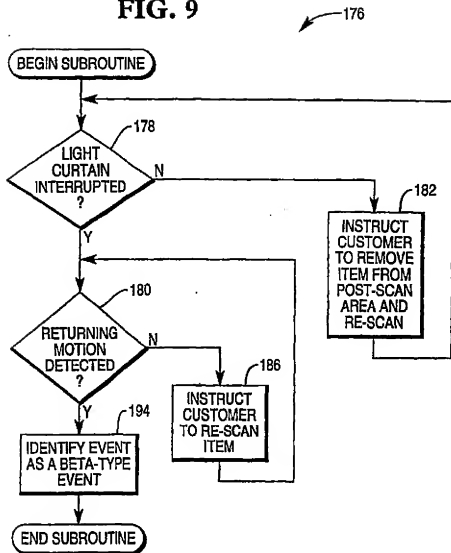 FIG. 9
176
BEGIN SUBROUTINE
178
LIGHT
CURTAIN
INTERRUPTED
?
N
Y
182
INSTRUCT
CUSTOMER
TO REMOVE
ITEM FROM
POST-SCAN
AREA AND
RE-SCAN
180
RETURNING
MOTION
DETECTED
?
N
Y
186
INSTRUCT
CUSTOMER
TO RE-SCAN
ITEM
194
IDENTIFY EVENT
AS A BETA-TYPE
EVENT
END SUBROUTINE